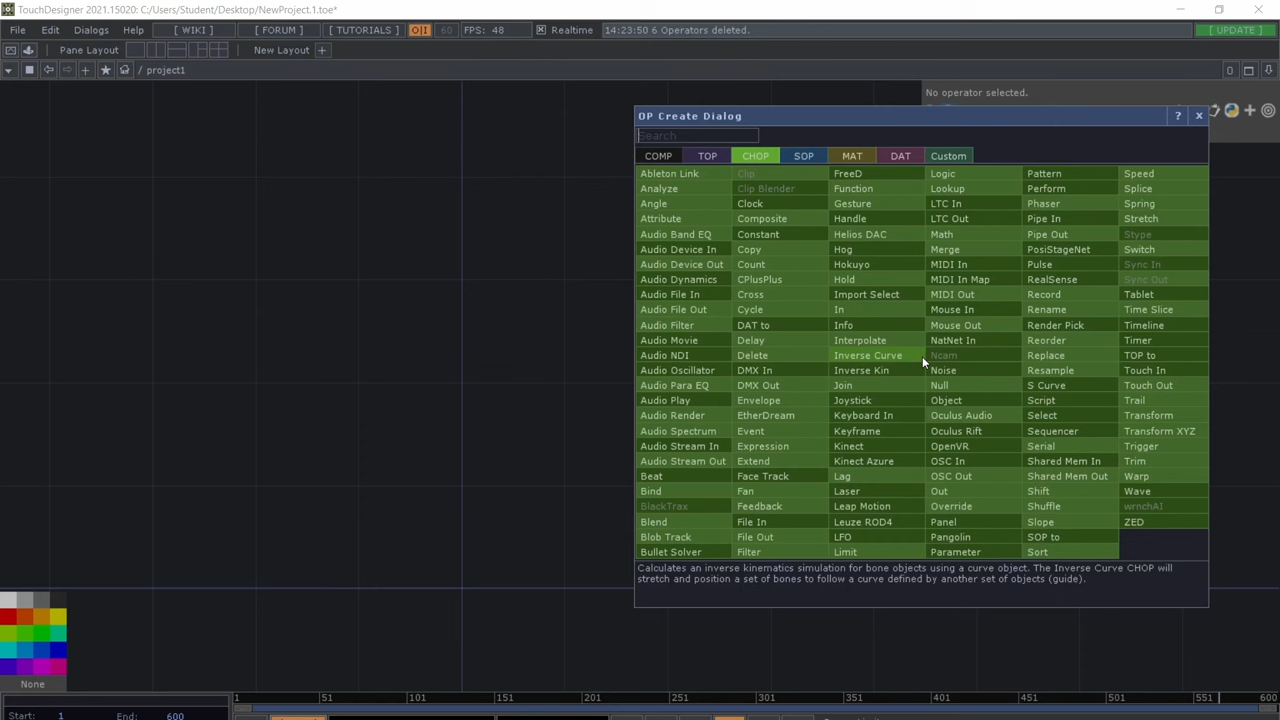 TouchDesigner 2021.15020: C:/Users/Student/Desktop/NewProject.1.toe*
File Edit Dialogs Help [ WIKI ] [ FORUM ] [ TUTORIALS ] O|I 60 FPS: 48 Realtime 14:23:50 6 Operators deleted. [ UPDATE ]
Pane Layout New Layout +
/ project1 0
No operator selected.
OP Create Dialog ? x
Search
COMP TOP CHOP SOP MAT DAT Custom
Ableton Link Clip FreeD Logic Pattern Speed
Analyze Clip Blender Function Lookup Perform Splice
Angle Clock Gesture LTC In Phaser Spring
Attribute Composite Handle LTC Out Pipe In Stretch
Audio Band EQ Constant Helios DAC Math Pipe Out Stype
Audio Device In Copy Hog Merge PosiStageNet Switch
Audio Device Out Count Hokuyo MIDI In Pulse Sync In
Audio Dynamics CPlusPlus Hold MIDI In Map RealSense Sync Out
Audio File In Cross Import Select MIDI Out Record Tablet
Audio File Out Cycle In Mouse In Rename Time Slice
Audio Filter DAT to Info Mouse Out Render Pick Timeline
Audio Movie Delay Interpolate NatNet In Reorder Timer
Audio NDI Delete Inverse Curve Ncam Replace TOP to
Audio Oscillator DMX In Inverse Kin Noise Resample Touch In
Audio Para EQ DMX Out Join Null S Curve Touch Out
Audio Play Envelope Joystick Object Script Trail
Audio Render EtherDream Keyboard In Oculus Audio Select Transform
Audio Spectrum Event Keyframe Oculus Rift Sequencer Transform XYZ
Audio Stream In Expression Kinect OpenVR Serial Trigger
Audio Stream Out Extend Kinect Azure OSC In Shared Mem In Trim
Beat Face Track Lag OSC Out Shared Mem Out Warp
Bind Fan Laser Out Shift Wave
BlackTrax Feedback Leap Motion Override Shuffle wrnchAI
Blend File In Leuze ROD4 Panel Slope ZED
Blob Track File Out LFO Pangolin SOP to
Bullet Solver Filter Limit Parameter Sort
Calculates an inverse kinematics simulation for bone objects using a curve object. The Inverse Curve CHOP will
stretch and position a set of bones to follow a curve defined by another set of objects (guide).
None
1 51 101 151 201 251 301 351 401 451 501 551 600
Start: 1 End: 600